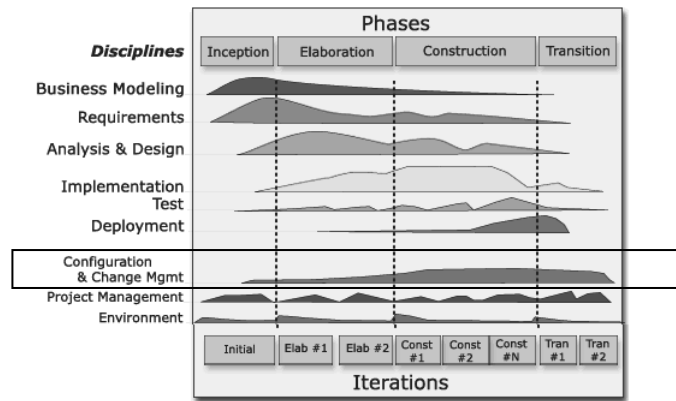 Phases
Disciplines
Inception
Elaboration
Construction
Transition
Business Modeling
Requirements
Analysis & Design
Implementation
Test
Deployment
Configuration
& Change Mgmt
Project Management
Environment
Initial
Elab #1
Elab #2
Const
#1
Const
#2
Const
#N
Tran
#1
Tran
#2
Iterations